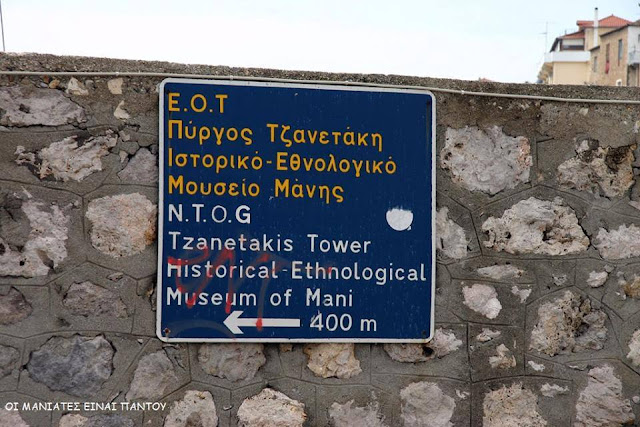 Ε.Ο.Τ
Πύργος Τζανετάκη
Ιστορικό-Εθνολογικό
Μουσείο Μάνης
N.T.O.G
Tzanetakis Tower
Historical-Ethnological
Museum of Mani
400 m
ΟΙ ΜΑΝΙΑΤΕΣ ΕΙΝΑΙ ΠΑΝΤΟΥ